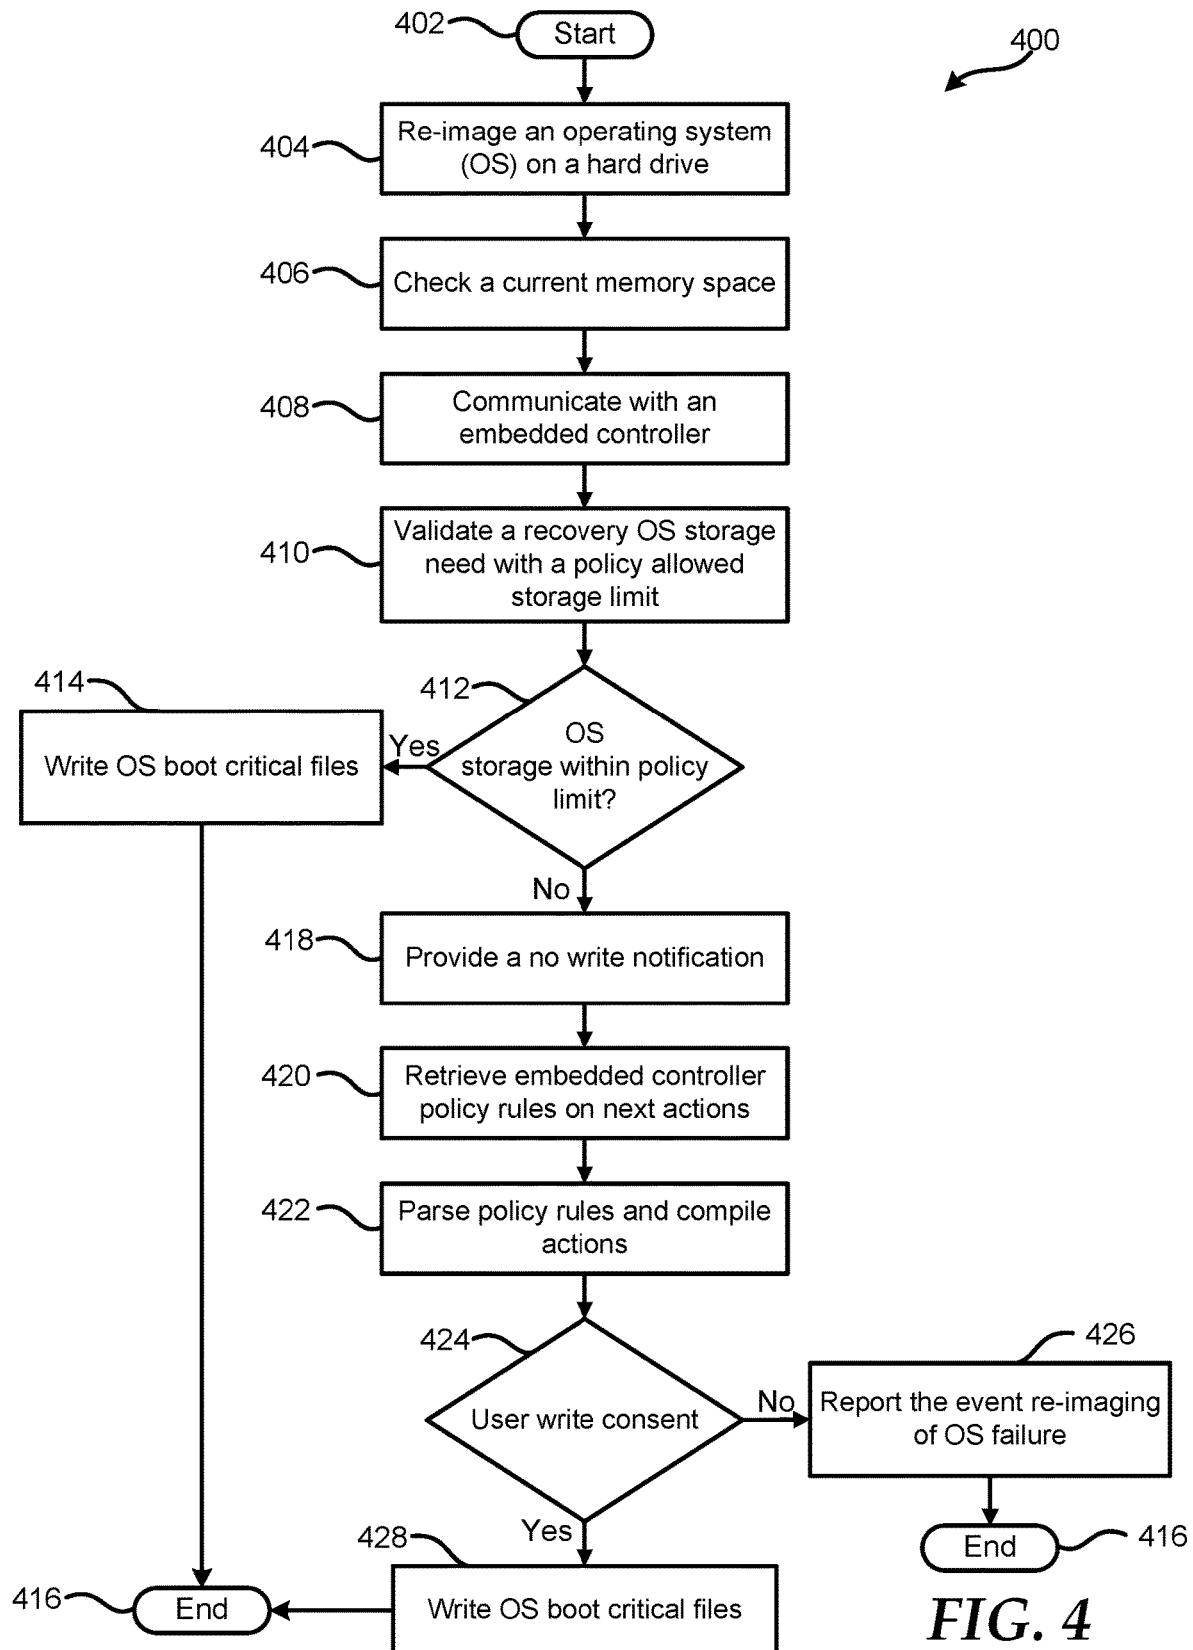 402
Start
400
404
Re-image an operating system
(OS) on a hard drive
406
Check a current memory space
408
Communicate with an
embedded controller
410
Validate a recovery OS storage
need with a policy allowed
storage limit
414
Write OS boot critical files
412
OS
storage within policy
limit?
Yes
No
418
Provide a no write notification
420
Retrieve embedded controller
policy rules on next actions
422
Parse policy rules and compile
actions
424
User write consent
No
426
Report the event re-imaging
of OS failure
End
416
Yes
428
Write OS boot critical files
416
End
FIG. 4